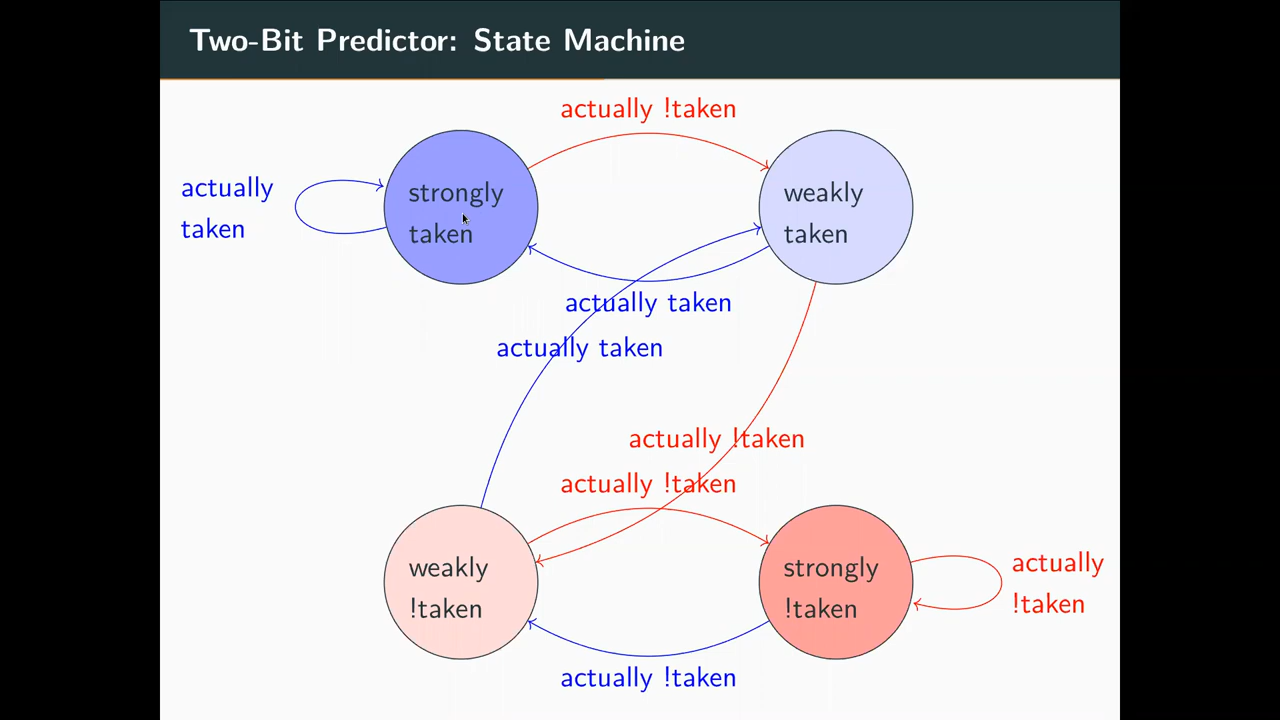 Two-Bit Predictor: State Machine
actually !taken
actually
taken
strongly
taken
weakly
taken
actually taken
actually taken
actually !taken
actually !taken
weakly
!taken
strongly
!taken
actually
!taken
actually !taken